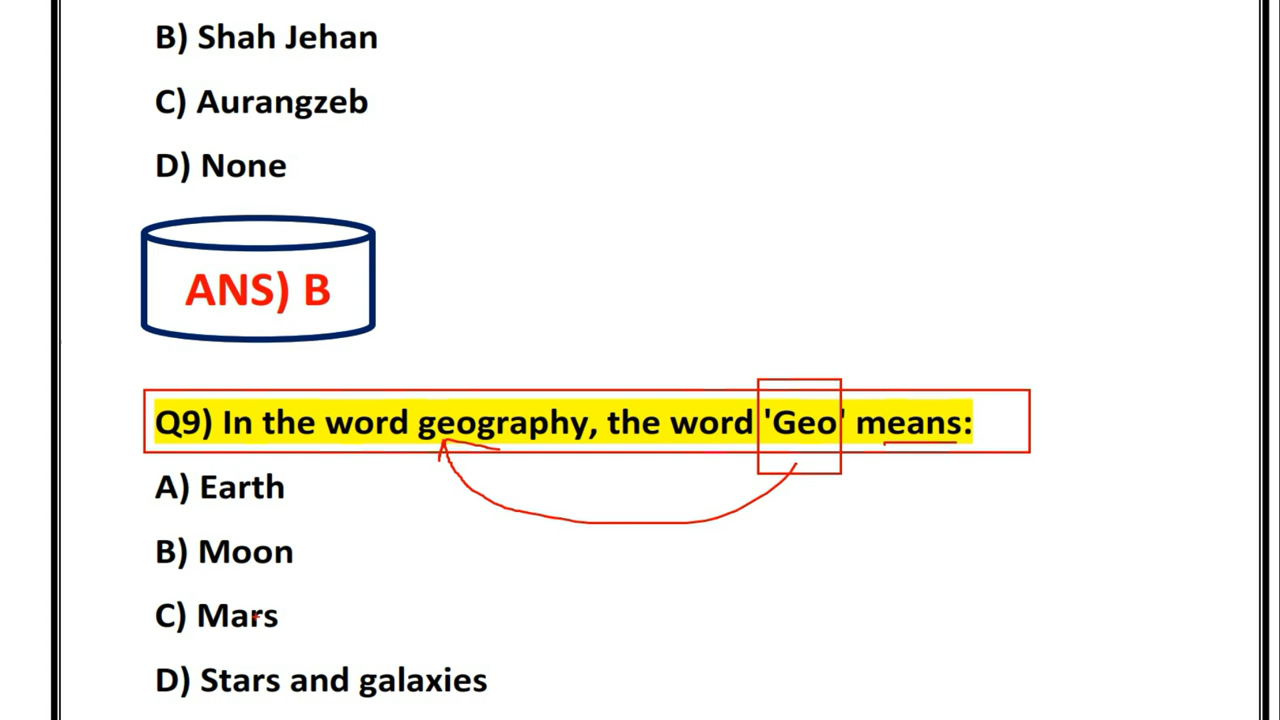 B) Shah Jehan
C) Aurangzeb
D) None
ANS) B
Q9) In the word geography, the word 'Geo' means:
A) Earth
B) Moon
C) Mars
D) Stars and galaxies